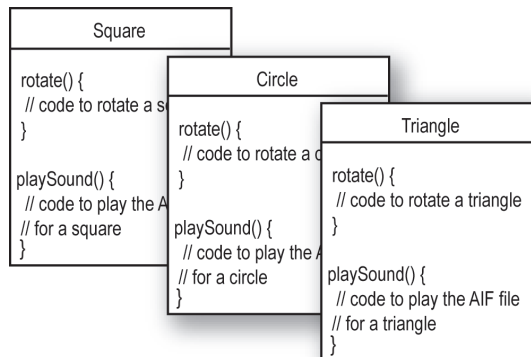 Square
rotate() {
// code to rotate a
}
playSound() {
// code to play the
// for a square
}
Circle
rotate() {
// code to rotate a
}
playSound() {
// code to play the
// for a circle
}
Triangle
rotate() {
// code to rotate a triangle
}
playSound() {
// code to play the AIF file
// for a triangle
}